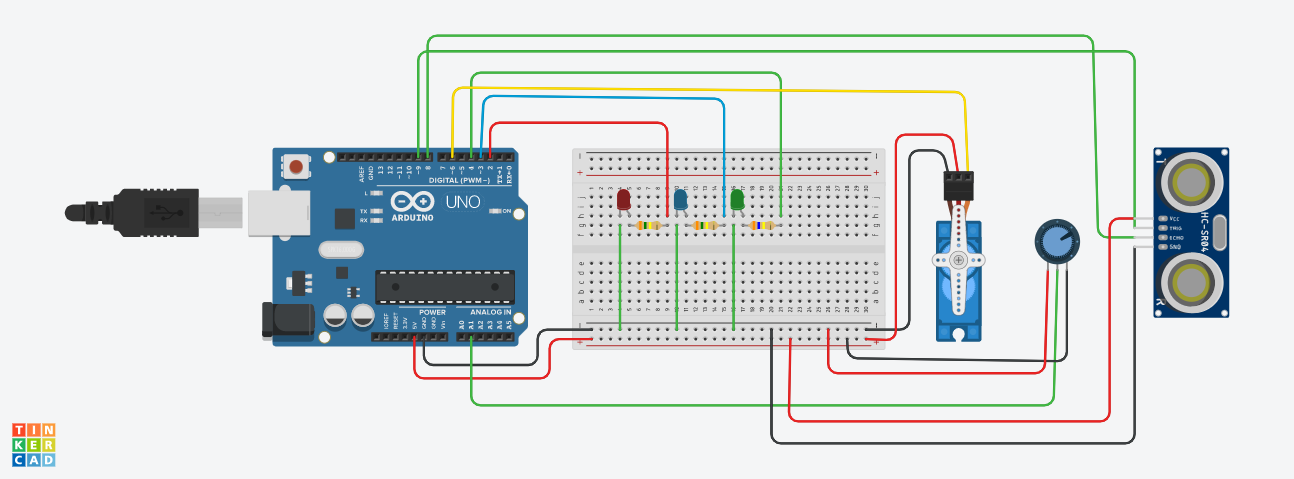 AREF
GND
13
12
~11
~10
~9
8
7
~6
~5
4
~3
2
TX→1
RX←0
DIGITAL (PWM~)
L
TX
RX
UNO
ON
ARDUINO
POWER
ANALOG IN
IOREF
RESET
3.3V
5V
GND
GND
Vin
A0
A1
A2
A3
A4
A5
j
i
h
g
f
e
d
c
b
a
T
VCC
TRIG
ECHO
GND
HC-SR04
R
TIN
KER
CAD